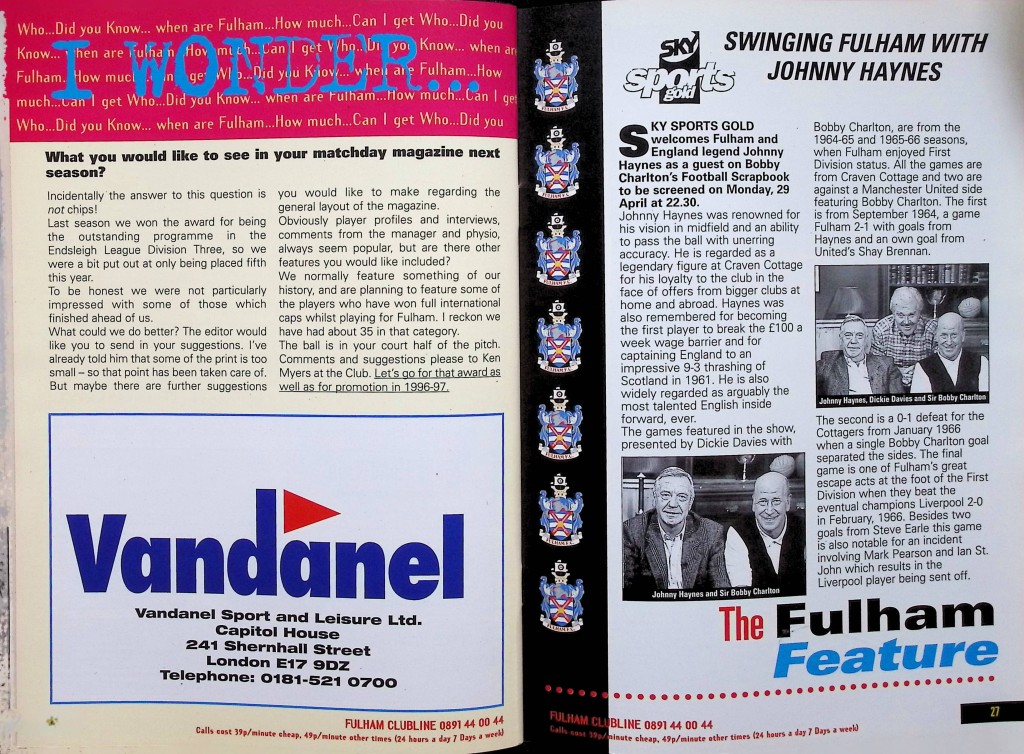 Who...Did you Know... when are Fulham...How much...Can I get Who...Did you
Know... when are Fulham...How much...Can I get Who...Did you Know... when are
Fulham...How much...Can I get Who...Did you Know... when are Fulham...How
much...Can I get Who...Did you Know... when are Fulham...How much...Can I get
Who...Did you Know... when are Fulham...How much...Can I get Who...Did you
I WONDER...
What you would like to see in your matchday magazine next
season?
Incidentally the answer to this question is
not chips!
Last season we won the award for being
the outstanding programme in the
Endsleigh League Division Three, so we
were a bit put out at only being placed fifth
this year.
To be honest we were not particularly
impressed with some of those which
finished ahead of us.
What could we do better? The editor would
like you to send in your suggestions. I've
already told him that some of the print is too
small – so that point has been taken care of.
But maybe there are further suggestions
you would like to make regarding the
general layout of the magazine.
Obviously player profiles and interviews,
comments from the manager and physio,
always seem popular, but are there other
features you would like included?
We normally feature something of our
history, and are planning to feature some of
the players who have won full international
caps whilst playing for Fulham. I reckon we
have had about 35 in that category.
The ball is in your court half of the pitch.
Comments and suggestions please to Ken
Myers at the Club. Let's go for that award as
well as for promotion in 1996-97.
Vandanel
Vandanel Sport and Leisure Ltd.
Capitol House
241 Shernhall Street
London E17 9DZ
Telephone: 0181-521 0700
FULHAM CLUBLINE 0891 44 00 44
Calls cost 39p/minute cheap, 49p/minute other times (24 hours a day 7 Days a week)
SKY
sports
gold
SWINGING FULHAM WITH
JOHNNY HAYNES
SKY SPORTS GOLD
welcomes Fulham and
England legend Johnny
Haynes as a guest on Bobby
Charlton's Football Scrapbook
to be screened on Monday, 29
April at 22.30.
Johnny Haynes was renowned for
his vision in midfield and an ability
to pass the ball with unerring
accuracy. He is regarded as a
legendary figure at Craven Cottage
for his loyalty to the club in the
face of offers from bigger clubs at
home and abroad. Haynes was
also remembered for becoming
the first player to break the £100 a
week wage barrier and for
captaining England to an
impressive 9-3 thrashing of
Scotland in 1961. He is also
widely regarded as arguably the
most talented English inside
forward, ever.
The games featured in the show,
presented by Dickie Davies with
Johnny Haynes and Sir Bobby Charlton
Bobby Charlton, are from the
1964-65 and 1965-66 seasons,
when Fulham enjoyed First
Division status. All the games are
from Craven Cottage and two are
against a Manchester United side
featuring Bobby Charlton. The first
is from September 1964, a game
Fulham 2-1 with goals from
Haynes and an own goal from
United's Shay Brennan.
Johnny Haynes, Dickie Davies and Sir Bobby Charlton
The second is a 0-1 defeat for the
Cottagers from January 1966
when a single Bobby Charlton goal
separated the sides. The final
game is one of Fulham's great
escape acts at the foot of the First
Division when they beat the
eventual champions Liverpool 2-0
in February, 1966. Besides two
goals from Steve Earle this game
is also notable for an incident
involving Mark Pearson and Ian St.
John which results in the
Liverpool player being sent off.
The Fulham
Feature
27
FULHAM CLUBLINE 0891 44 00 44
Calls cost 39p/minute cheap, 49p/minute other times (24 hours a day 7 Days a week)